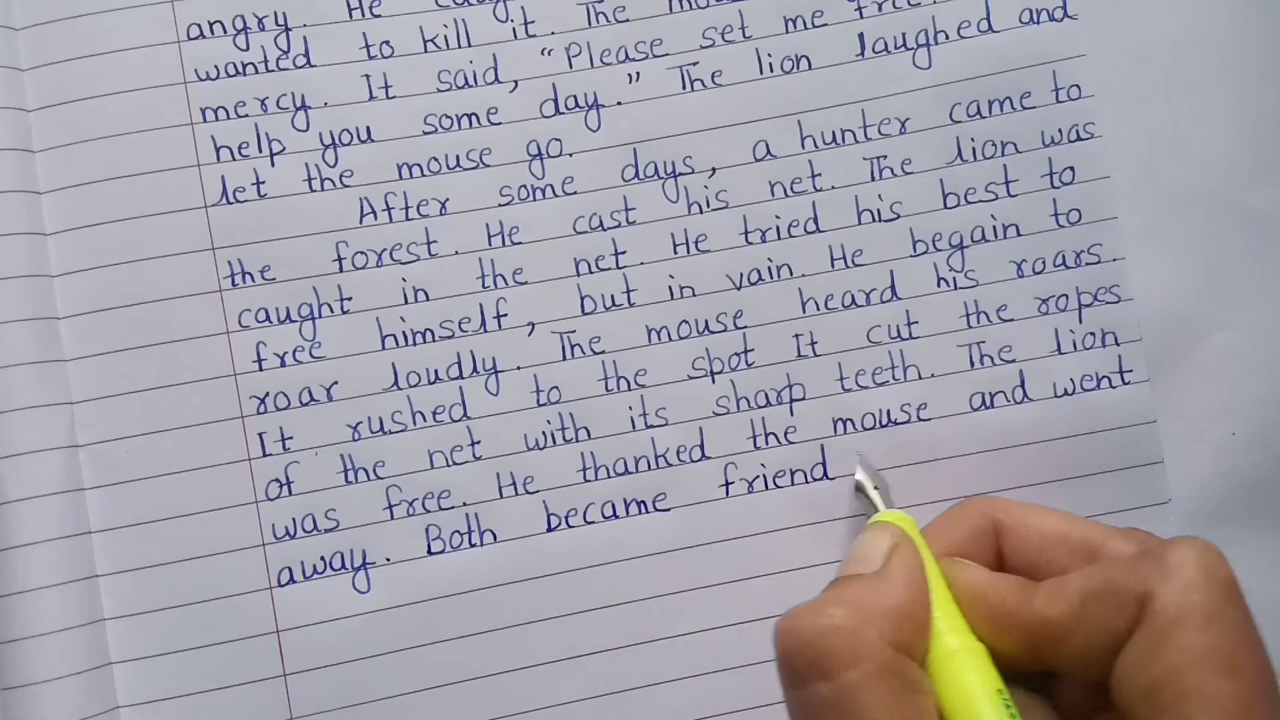 angry. He
wanted to kill it. The
mercy. It said, “Please set me free
help you some day.” The lion laughed and
let the mouse go.
After some days, a hunter came to
the forest. He cast his net. The lion was
caught in the net. He tried his best to
free himself, but in vain. He begain to
roar loudly. The mouse heard his roars.
It rushed to the spot It cut the ropes
of the net with its sharp teeth. The lion
was free. He thanked the mouse and went
away. Both became friend